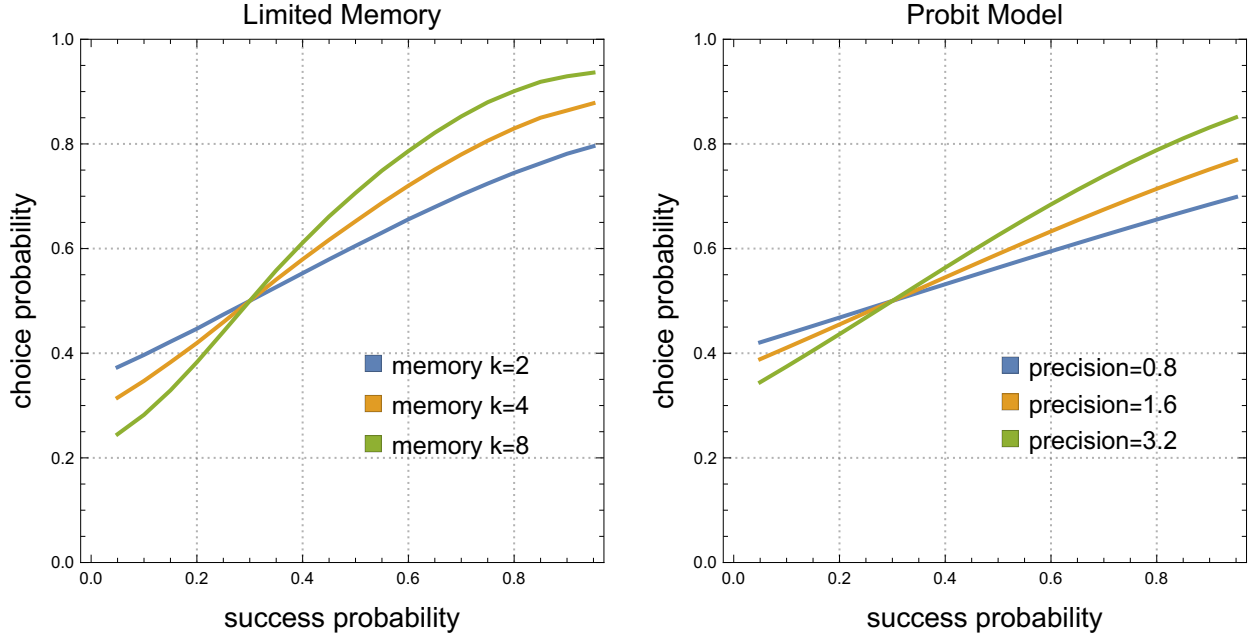 Limited Memory
1.0
0.8
0.6
0.4
0.2
0.0
choice probability
memory k=2
memory k=4
memory k=8
0.0 0.2 0.4 0.6 0.8
success probability
Probit Model
1.0
0.8
0.6
0.4
0.2
0.0
choice probability
precision=0.8
precision=1.6
precision=3.2
0.0 0.2 0.4 0.6 0.8
success probability